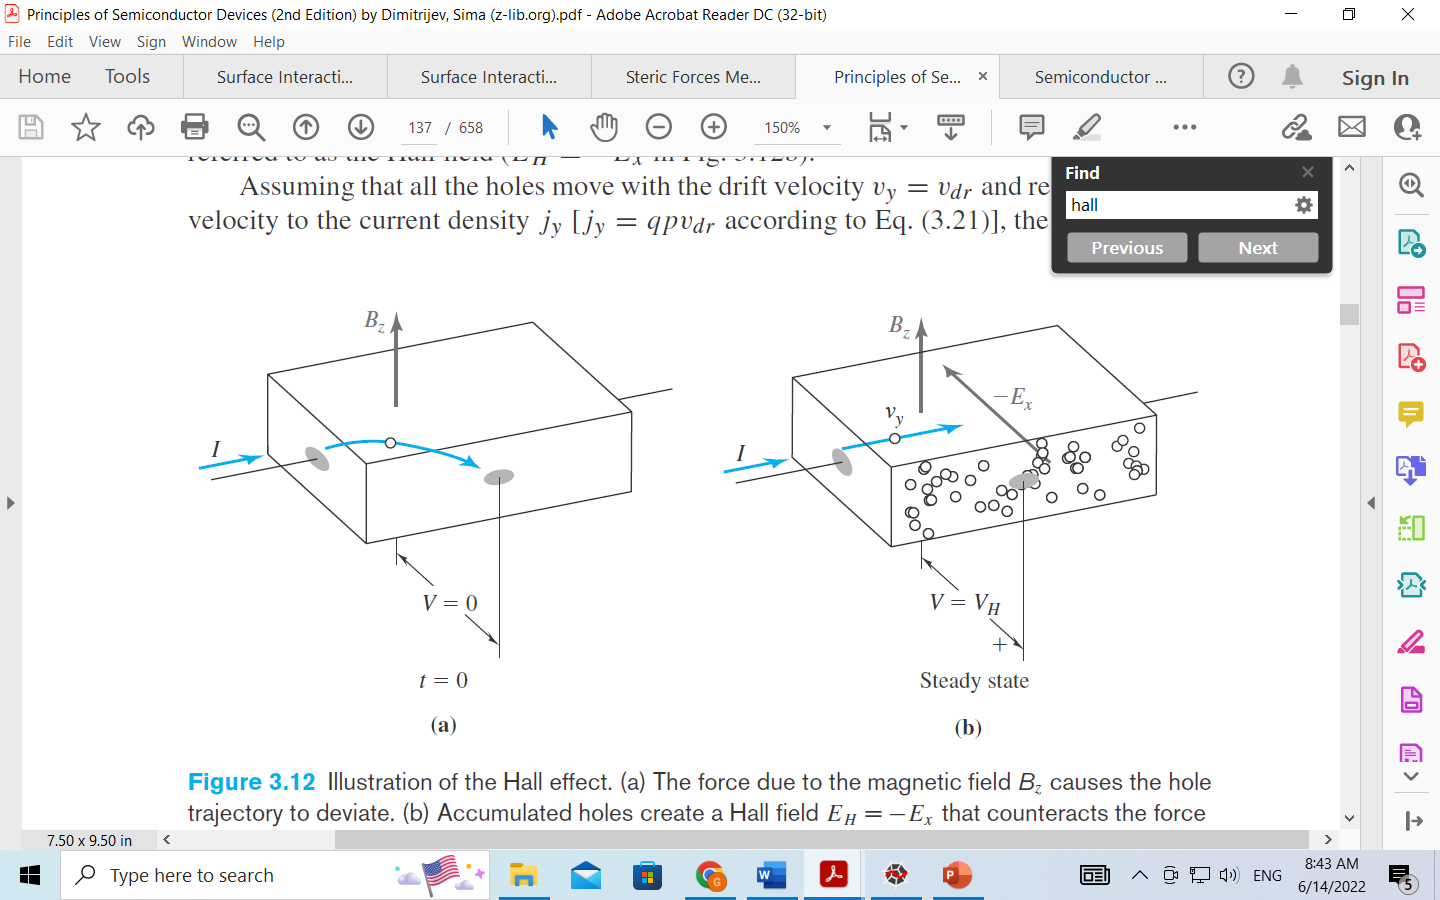 Principles of Semiconductor Devices (2nd Edition) by Dimitrijev, Sima (z-lib.org).pdf - Adobe Acrobat Reader DC (32-bit)
File Edit View Sign Window Help
Home Tools Surface Interacti... Surface Interacti... Steric Forces Me... Principles of Se... × Semiconductor ... ? Sign In
137 / 658 150%
Find
hall
Previous Next
Assuming that all the holes move with the drift velocity v_y = v_dr and re
velocity to the current density j_y [j_y = qpv_dr according to Eq. (3.21)], the
B_z
I
V = 0
t = 0
(a)
B_z
−E_x
v_y
I
V = V_H
+
Steady state
(b)
Figure 3.12 Illustration of the Hall effect. (a) The force due to the magnetic field B_z causes the hole
trajectory to deviate. (b) Accumulated holes create a Hall field E_H = −E_x that counteracts the force
7.50 x 9.50 in
Type here to search
ENG
8:43 AM
6/14/2022
5